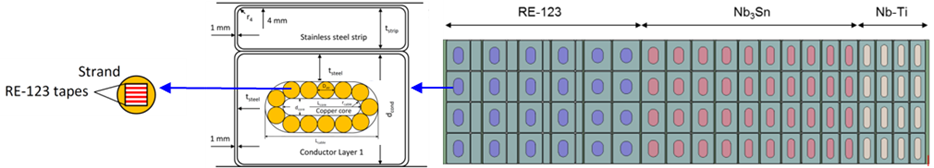 Strand
RE-123 tapes
r4
4 mm
1 mm
Stainless steel strip
tstrip
tsteel
tsteel
Copper core
dcond
1 mm
Conductor Layer 1
RE-123
Nb3Sn
Nb-Ti